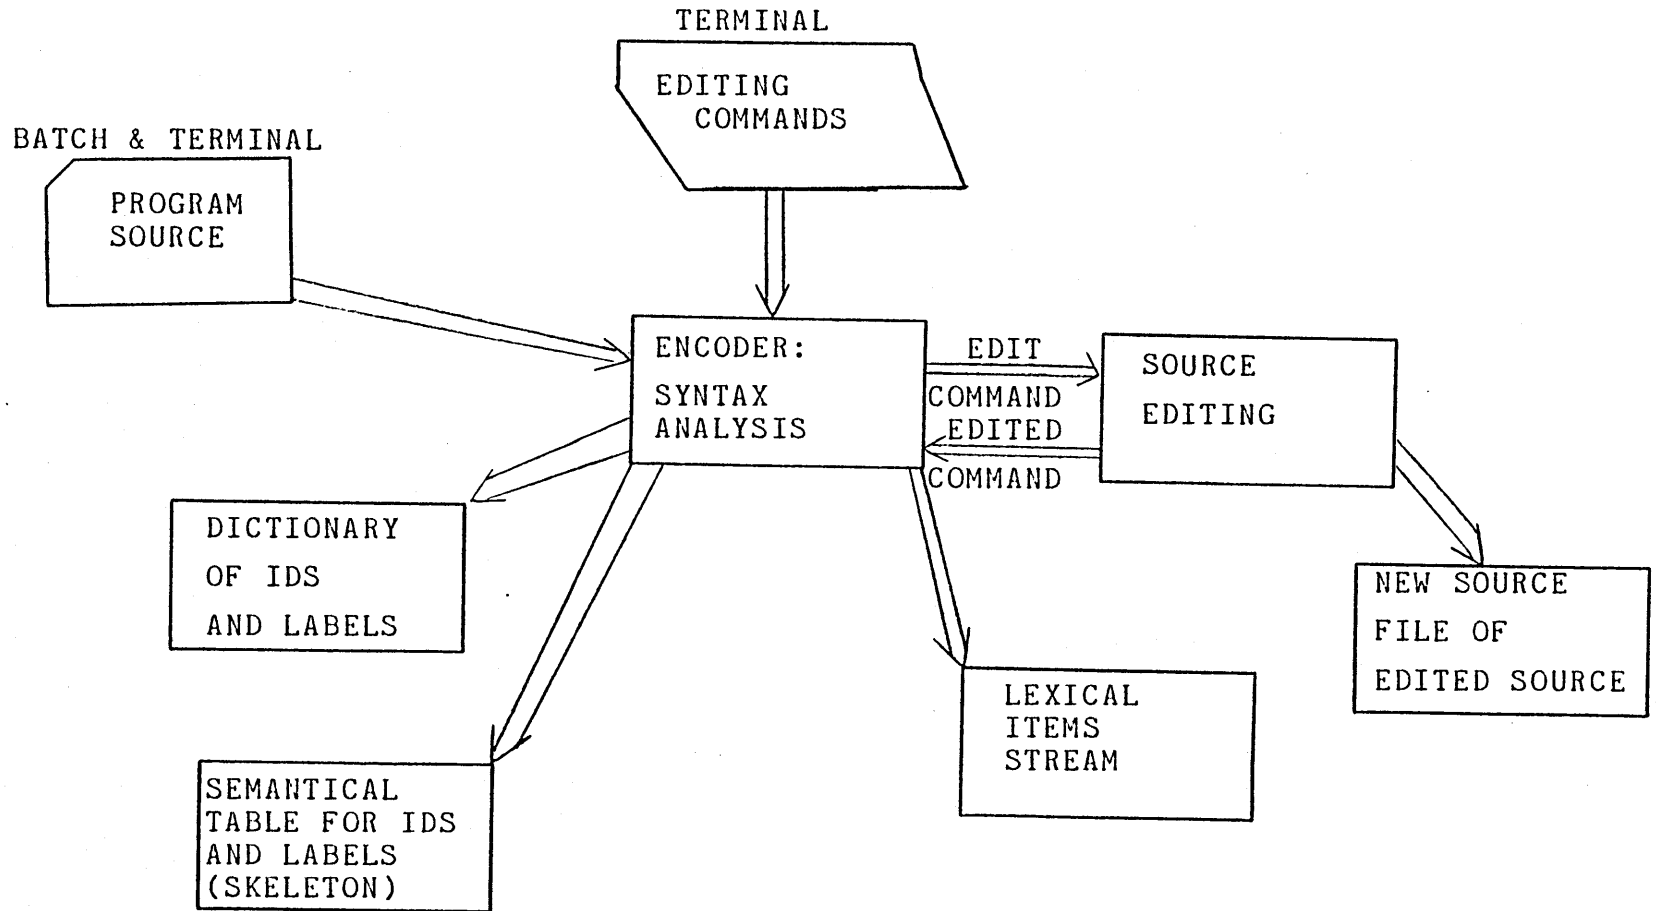 TERMINAL
EDITING
COMMANDS
BATCH & TERMINAL
PROGRAM
SOURCE
ENCODER:
SYNTAX
ANALYSIS
EDIT
COMMAND
EDITED
COMMAND
SOURCE
EDITING
DICTIONARY
OF IDS
AND LABELS
NEW SOURCE
FILE OF
EDITED SOURCE
LEXICAL
ITEMS
STREAM
SEMANTICAL
TABLE FOR IDS
AND LABELS
(SKELETON)